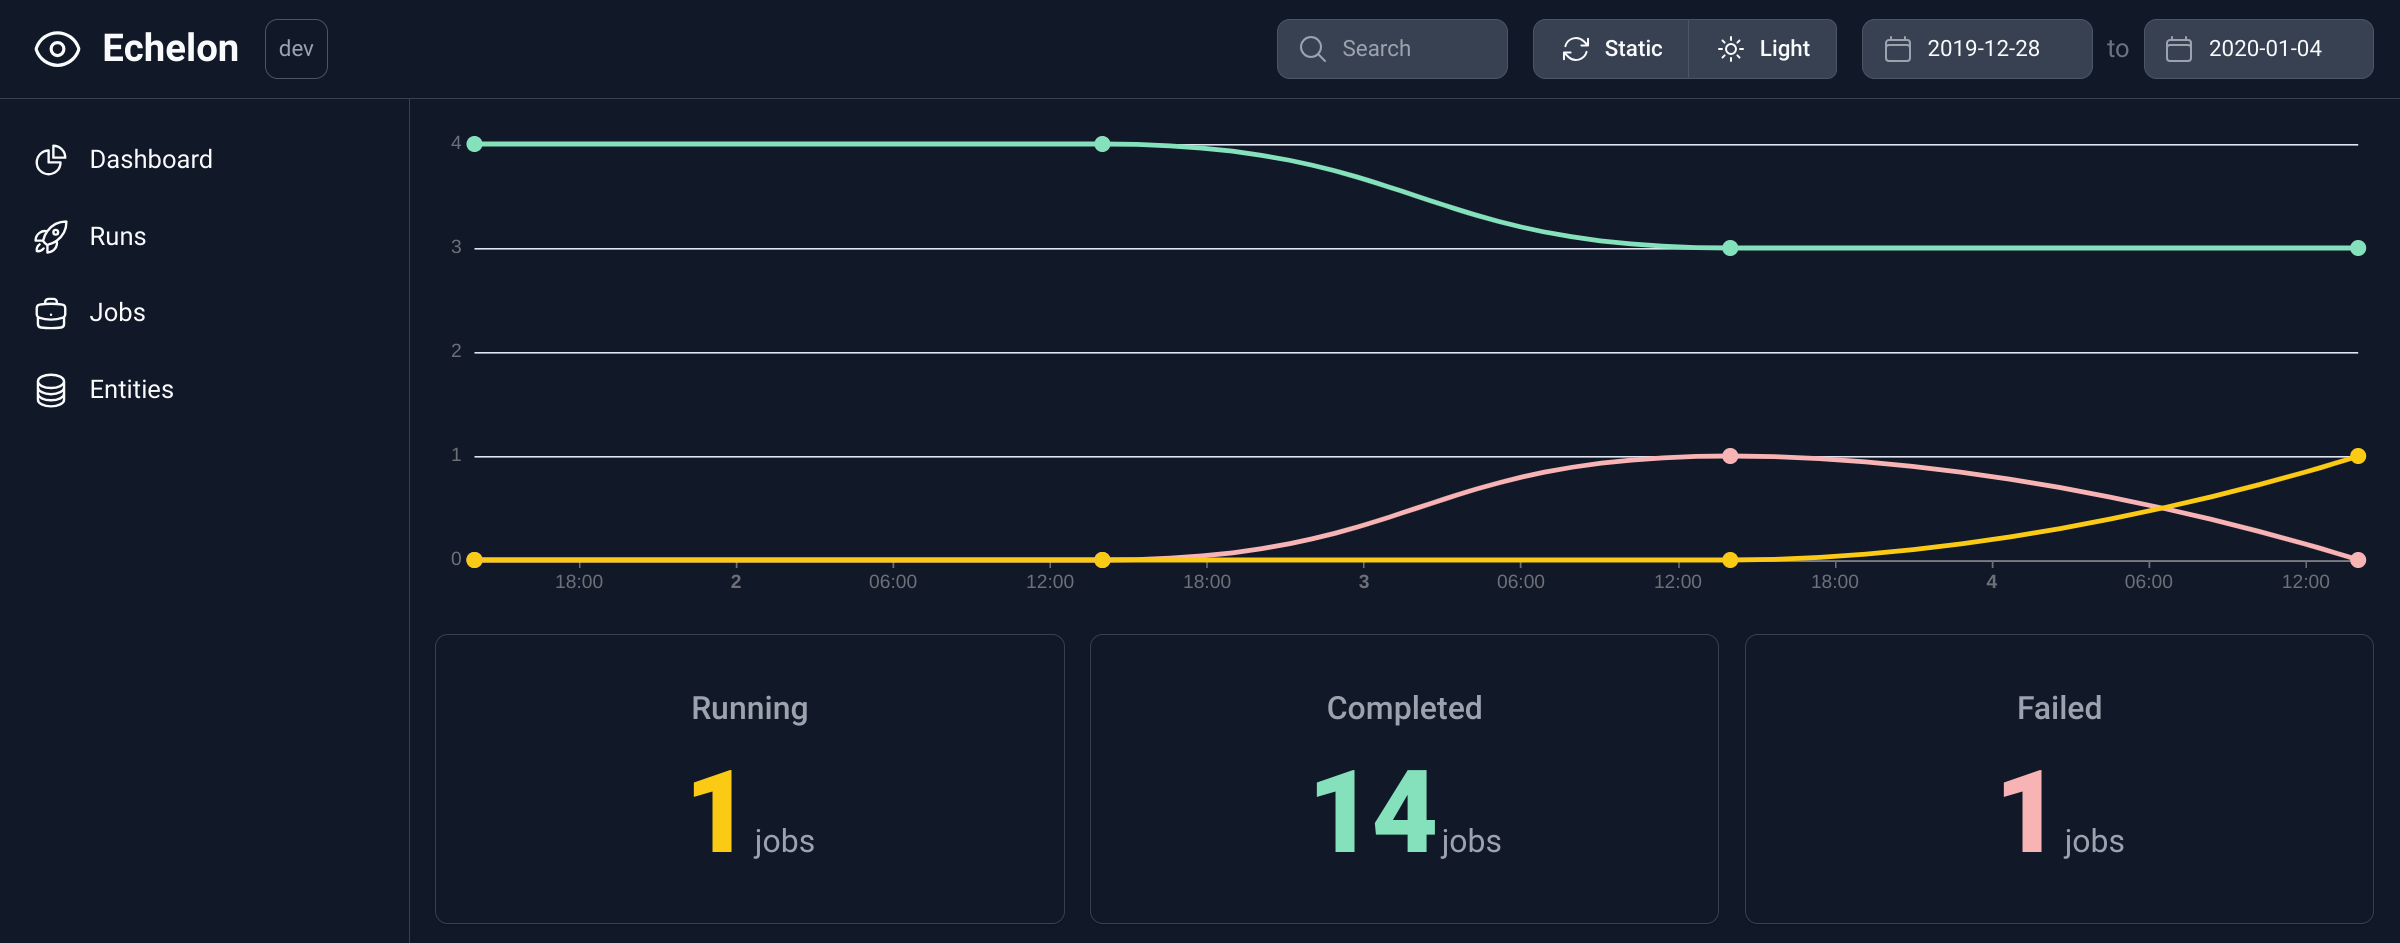 Echelon
dev
Search
Static
Light
2019-12-28
to
2020-01-04
Dashboard
Runs
Jobs
Entities
4
3
2
1
0
18:00 2 06:00 12:00 18:00 3 06:00 12:00 18:00 4 06:00 12:00
Running
1 jobs
Completed
14 jobs
Failed
1 jobs